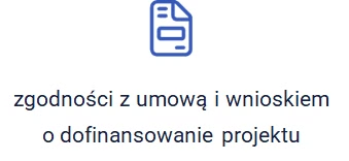 zgodności z umową i wnioskiem
o dofinansowanie projektu